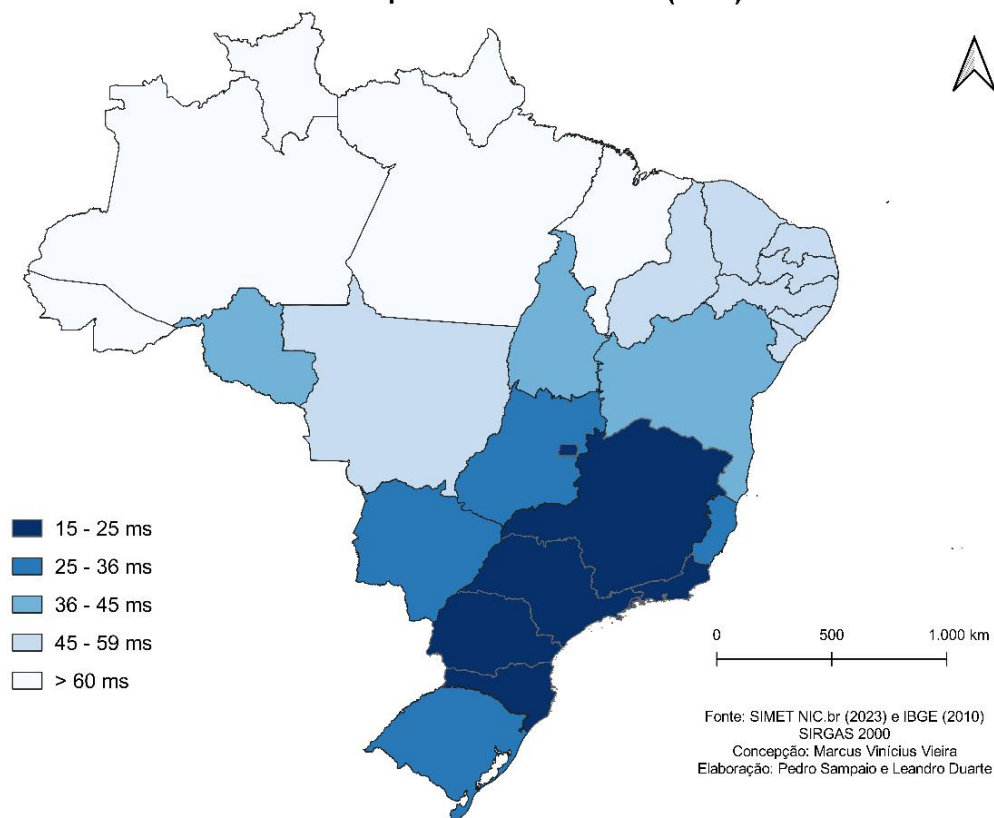 15 - 25 ms
25 - 36 ms
36 - 45 ms
45 - 59 ms
> 60 ms
0 500 1.000 km
Fonte: SIMET NIC.br (2023) e IBGE (2010)
SIRGAS 2000
Concepção: Marcus Vinícius Vieira
Elaboração: Pedro Sampaio e Leandro Duarte